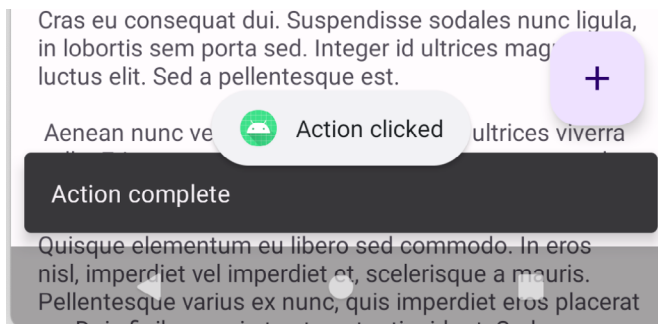 Cras eu consequat dui. Suspendisse sodales nunc ligula,
in lobortis sem porta sed. Integer id ultrices
luctus elit. Sed a pellentesque est.
Aenean nunc
Action clicked
ultrices viverra
Action complete
Quisque elementum eu libero sed commodo. In eros
nisl, imperdiet vel imperdiet et, scelerisque a mauris.
Pellentesque varius ex nunc, quis imperdiet eros placerat